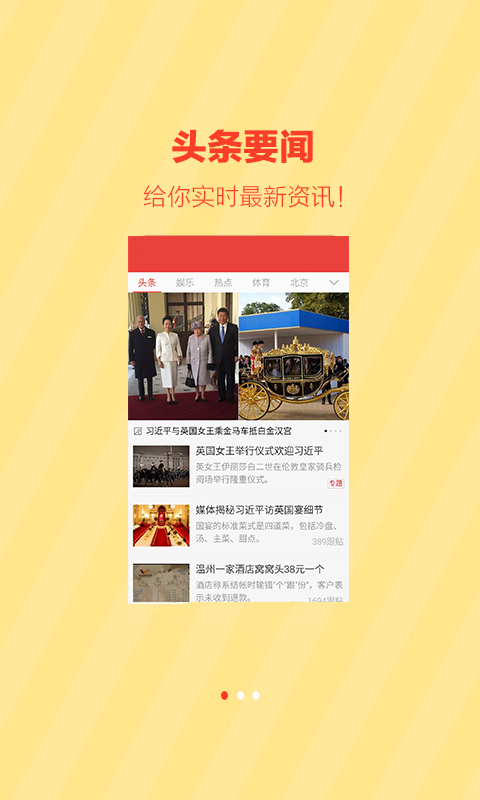 头条要闻
给你实时最新资讯!
头条 娱乐 热点 体育 北京
习近平与英国女王乘金马车抵白金汉宫
英国女王举行仪式欢迎习近平
英女王伊丽莎白二世在伦敦皇家骑兵检
阅场举行隆重仪式。
专题
媒体揭秘习近平访英国宴细节
国宴的标准菜式是四道菜，包括冷盘、
汤、主菜、甜点。
389跟贴
温州一家酒店窝窝头38元一个
酒店称系结帐时输错“个”跟“份”，客户表
示未收到退款。
1694跟贴